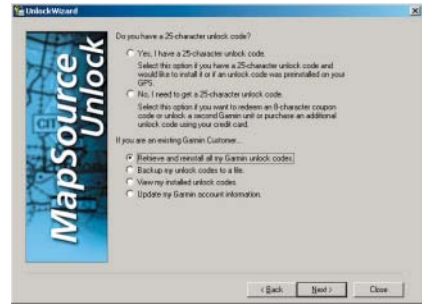 Unlock Wizard
MapSource
Unlock
CIT
Do you have a 25-character unlock code?
Yes, I have a 25-character unlock code.
Select this option if you have a 25-character unlock code and
would like to install it or if an unlock code was preinstalled on your
GPS.
No, I need to get a 25-character unlock code.
Select this option if you want to redeem an 8-character coupon
code or unlock a second Garmin unit or purchase an additional
unlock code using your credit card.
If you are an existing Garmin Customer...
Retrieve and reinstall all my Garmin unlock codes.
Backup my unlock codes to a file.
View my installed unlock codes.
Update my Garmin account information.
< Back
Next >
Close